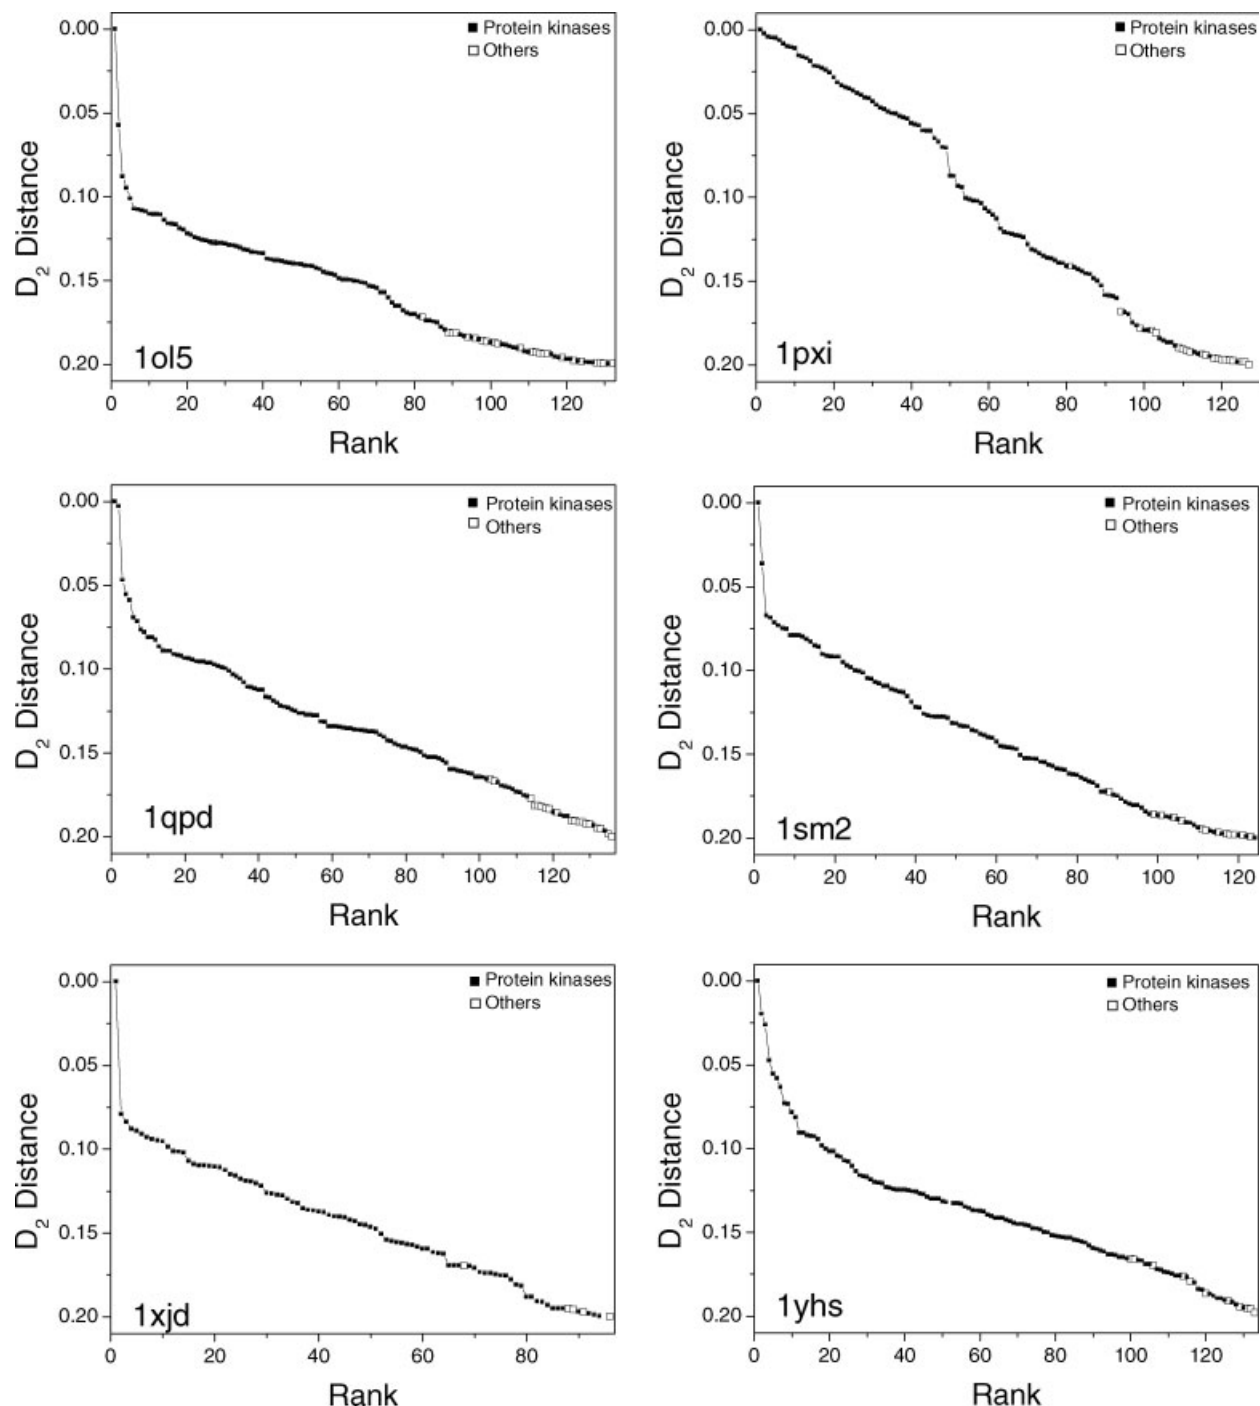 0.00
0.05
0.10
0.15
0.20
D2 Distance
■ Protein kinases
□ Others
1ol5
0 20 40 60 80 100 120
Rank
0.00
0.05
0.10
0.15
0.20
D2 Distance
■ Protein kinases
□ Others
1pxi
0 20 40 60 80 100 120
Rank
0.00
0.05
0.10
0.15
0.20
D2 Distance
■ Protein kinases
□ Others
1qpd
0 20 40 60 80 100 120
Rank
0.00
0.05
0.10
0.15
0.20
D2 Distance
■ Protein kinases
□ Others
1sm2
0 20 40 60 80 100 120
Rank
0.00
0.05
0.10
0.15
0.20
D2 Distance
■ Protein kinases
□ Others
1xjd
0 20 40 60 80
Rank
0.00
0.05
0.10
0.15
0.20
D2 Distance
■ Protein kinases
□ Others
1yhs
0 20 40 60 80 100 120
Rank